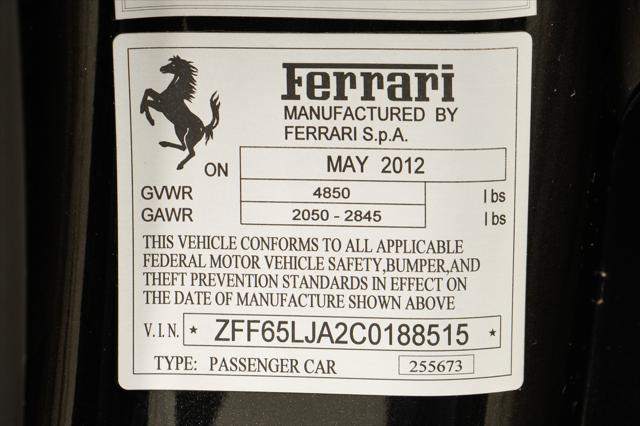 Ferrari
MANUFACTURED BY
FERRARI S.p.A.
ON MAY 2012
GVWR 4850 lbs
GAWR 2050 - 2845 lbs
THIS VEHICLE CONFORMS TO ALL APPLICABLE
FEDERAL MOTOR VEHICLE SAFETY,BUMPER,AND
THEFT PREVENTION STANDARDS IN EFFECT ON
THE DATE OF MANUFACTURE SHOWN ABOVE
V.I.N. * ZFF65LJA2C0188515 *
TYPE: PASSENGER CAR 255673